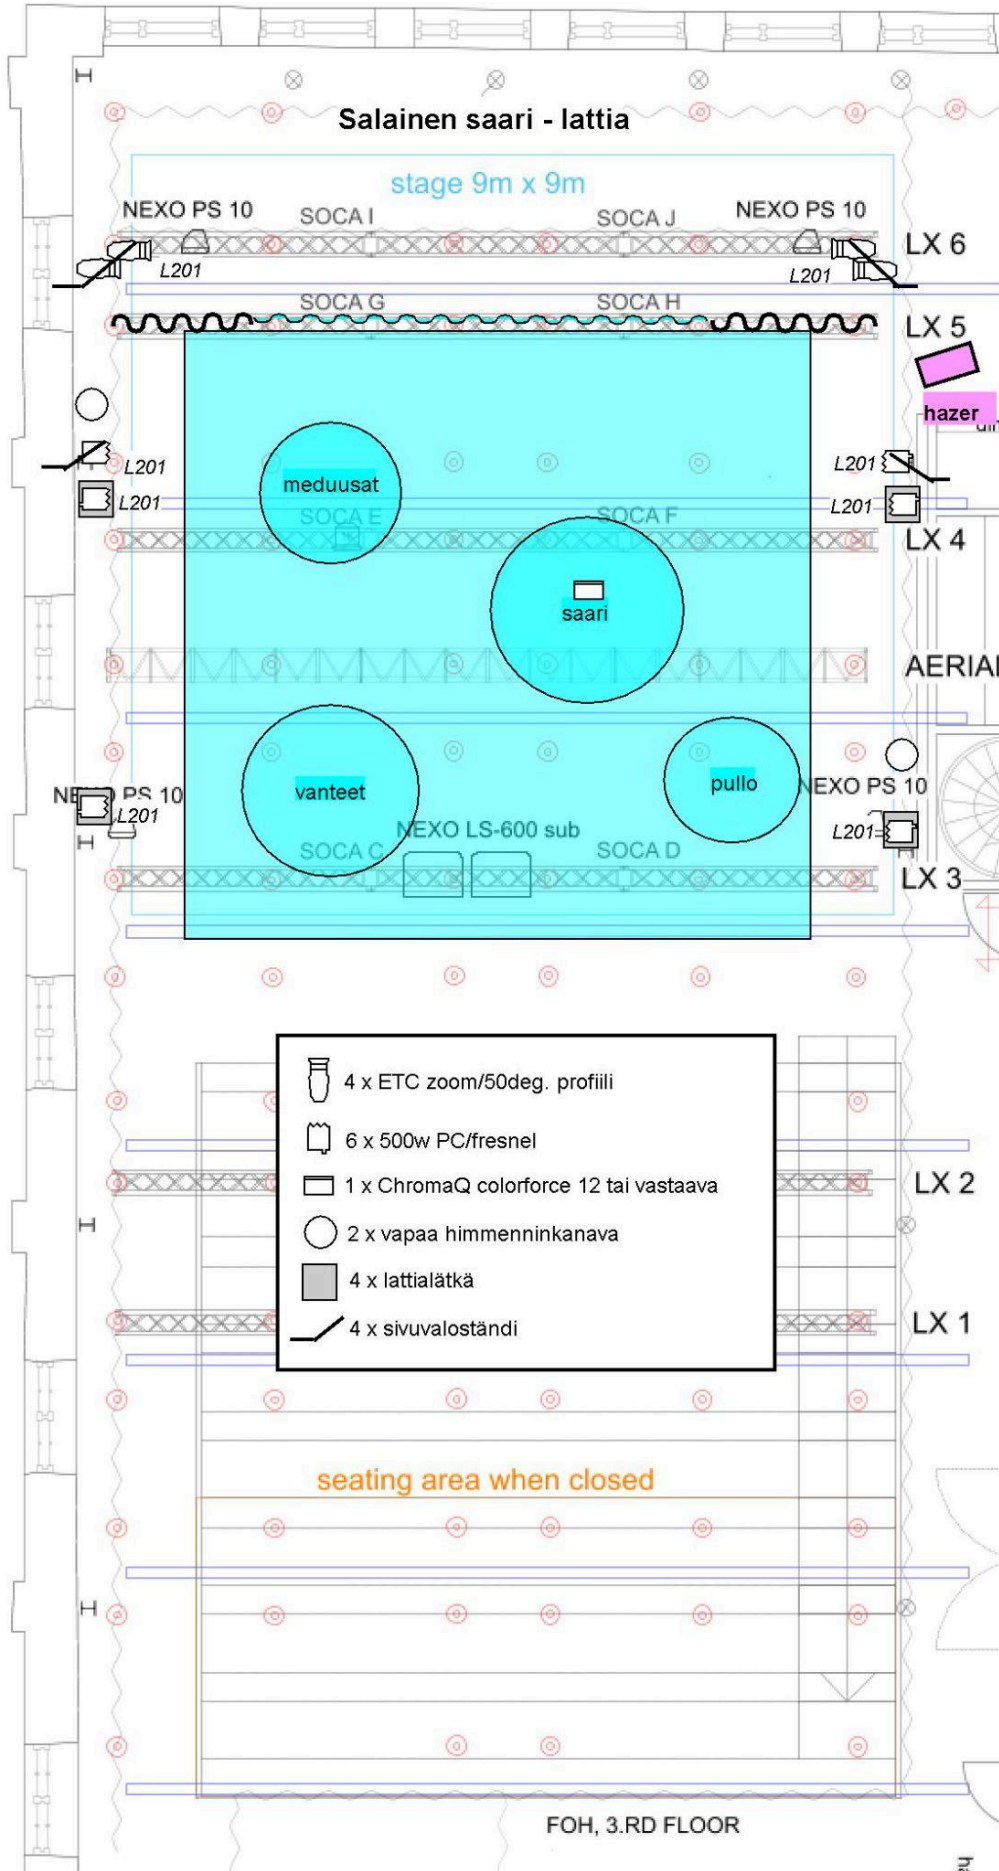 Salainen saari - lattia
stage 9m x 9m
NEXO PS 10
SOCA I
SOCA J
NEXO PS 10
LX 6
L201
L201
SOCA G
SOCA H
LX 5
hazer
L201
L201
meduusat
L201
L201
SOCA E
SOCA F
LX 4
saari
AERIAL
vanteet
pullo
NEXO PS 10
NEXO PS 10
L201
L201
NEXO LS-600 sub
SOCA C
SOCA D
LX 3
4 x ETC zoom/50deg. profiili
6 x 500w PC/fresnel
1 x ChromaQ colorforce 12 tai vastaava
2 x vapaa himmenninkanava
4 x lattialätkä
4 x sivuvaloständi
LX 2
LX 1
seating area when closed
FOH, 3.RD FLOOR